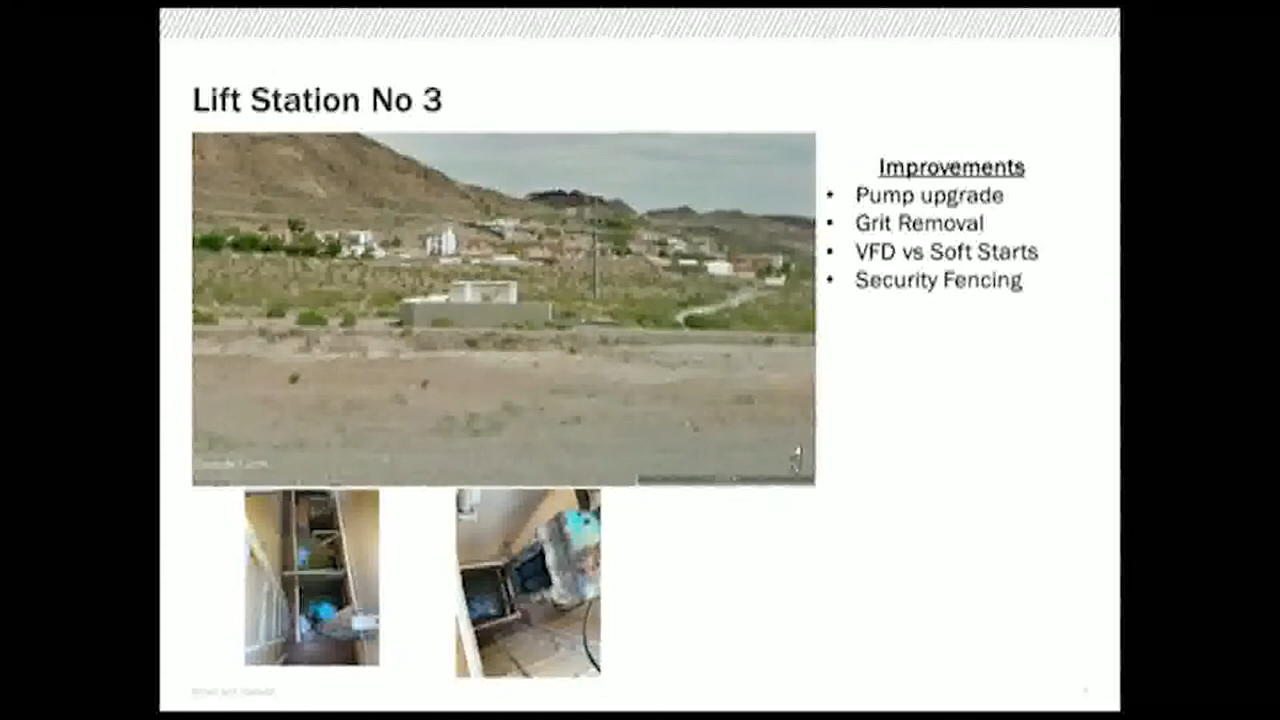 Lift Station No 3
Improvements
• Pump upgrade
• Grit Removal
• VFD vs Soft Starts
• Security Fencing